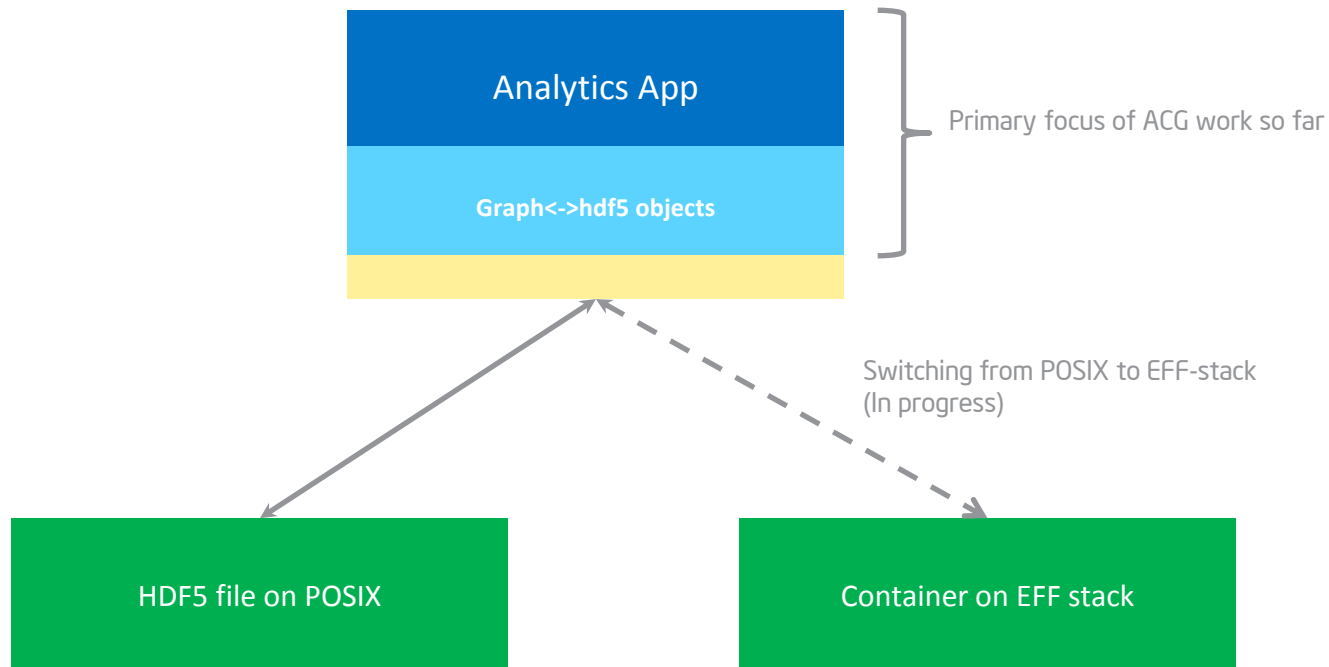 Analytics App
Primary focus of ACG work so far
Graph<->hdf5 objects
Switching from POSIX to EFF-stack
(In progress)
HDF5 file on POSIX
Container on EFF stack